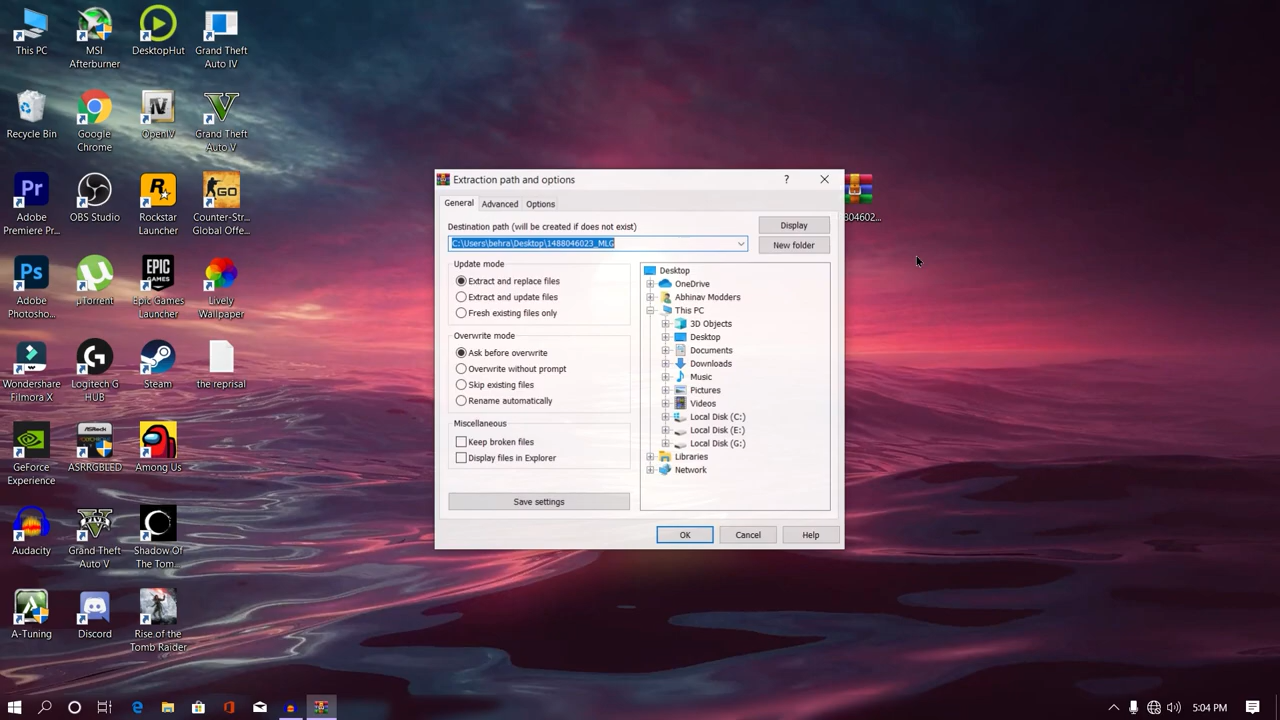 This PC
MSI
Afterburner
DesktopHut
Grand Theft
Auto IV
Recycle Bin
Google
Chrome
OpenIV
Grand Theft
Auto V
Adobe
Premiere Pr...
OBS Studio
Rockstar
Launcher
Counter-Str...
Global Offe...
Adobe
Photosho...
µTorrent
Epic Games
Launcher
Lively
Wallpaper
Wondershare
Filmora X
Logitech G
HUB
Steam
the reprisal
GeForce
Experience
ASRRGBLED
Among Us
Audacity
Grand Theft
Auto V
Shadow Of
The Tom...
A-Tuning
Discord
Rise of the
Tomb Raider
Extraction path and options
General Advanced Options
Destination path (will be created if does not exist)
C:\Users\behra\Desktop\1488046023_MLG
Display
New folder
Update mode
Extract and replace files
Extract and update files
Fresh existing files only
Overwrite mode
Ask before overwrite
Overwrite without prompt
Skip existing files
Rename automatically
Miscellaneous
Keep broken files
Display files in Explorer
Save settings
Desktop
OneDrive
Abhinav Modders
This PC
3D Objects
Desktop
Documents
Downloads
Music
Pictures
Videos
Local Disk (C:)
Local Disk (E:)
Local Disk (G:)
Libraries
Network
OK Cancel Help
804602...
5:04 PM